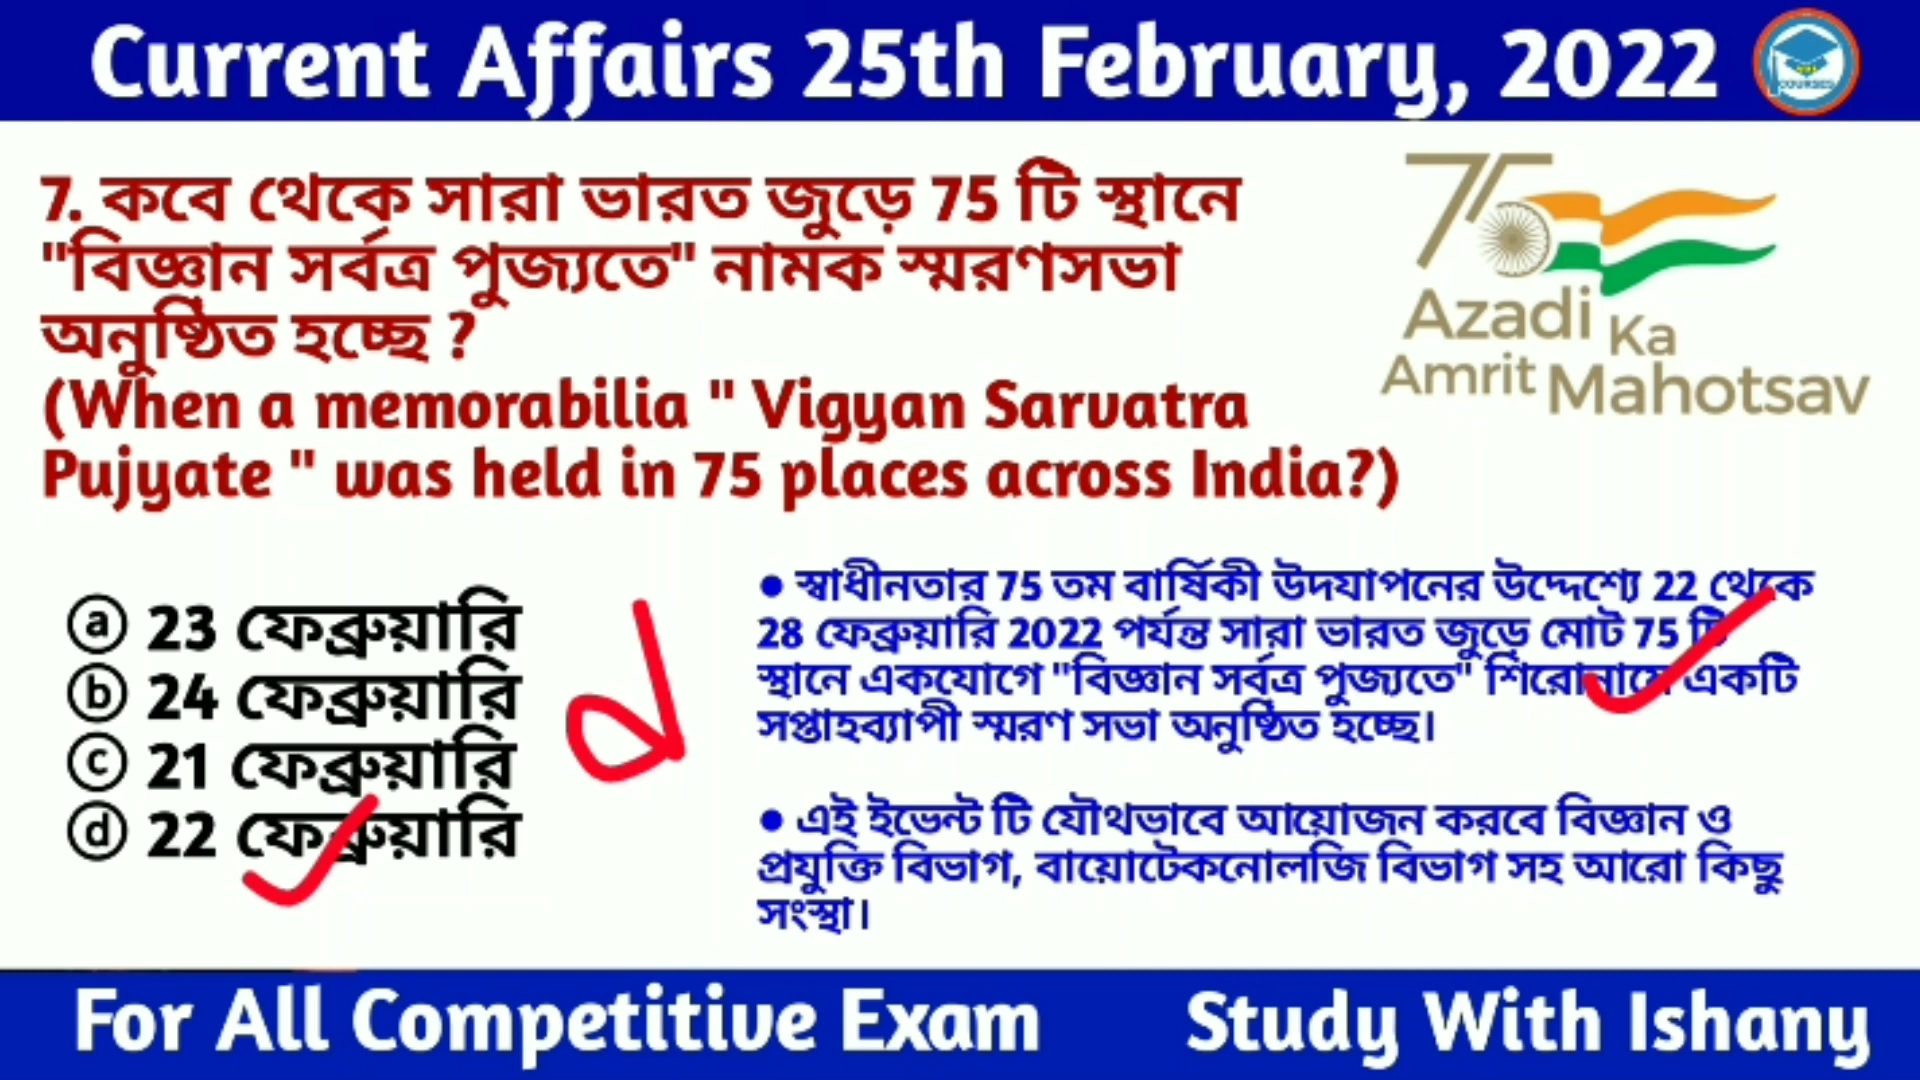 Current Affairs 25th February, 2022
COURSES
7. কবে থেকে সারা ভারত জুড়ে 75 টি স্থানে
"বিজ্ঞান সর্বত্র পুজ্যতে" নামক স্মরণসভা
অনুষ্ঠিত হচ্ছে ?
(When a memorabilia " Vigyan Sarvatra
Pujyate " was held in 75 places across India?)
75
Azadi Ka
Amrit Mahotsav
ⓐ 23 ফেব্রুয়ারি
ⓑ 24 ফেব্রুয়ারি
ⓒ 21 ফেব্রুয়ারি
ⓓ 22 ফেব্রুয়ারি
d
● স্বাধীনতার 75 তম বার্ষিকী উদযাপনের উদ্দেশ্যে 22 থেকে
28 ফেব্রুয়ারি 2022 পর্যন্ত সারা ভারত জুড়ে মোট 75 টি
স্থানে একযোগে "বিজ্ঞান সর্বত্র পুজ্যতে" শিরোনামে একটি
সপ্তাহব্যাপী স্মরণ সভা অনুষ্ঠিত হচ্ছে।
● এই ইভেন্ট টি যৌথভাবে আয়োজন করবে বিজ্ঞান ও
প্রযুক্তি বিভাগ, বায়োটেকনোলজি বিভাগ সহ আরো কিছু
সংস্থা।
For All Competitive Exam
Study With Ishany